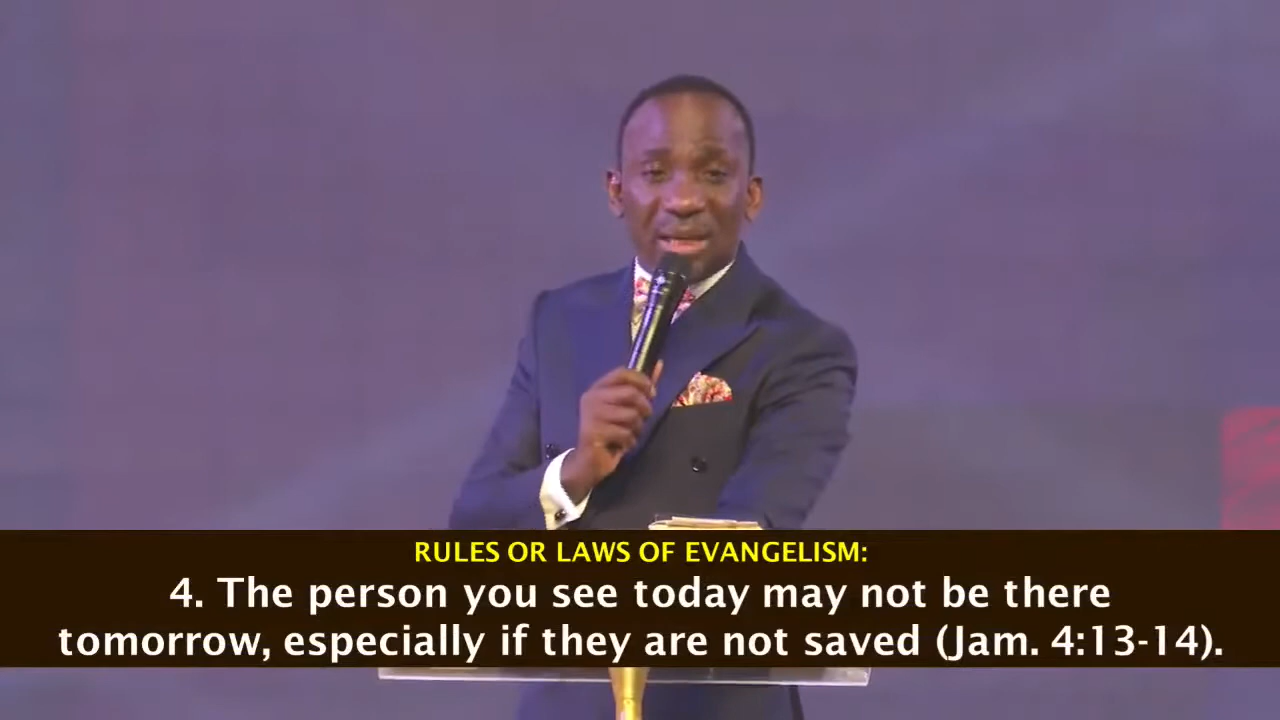 RULES OR LAWS OF EVANGELISM:
4. The person you see today may not be there
tomorrow, especially if they are not saved (Jam. 4:13-14).